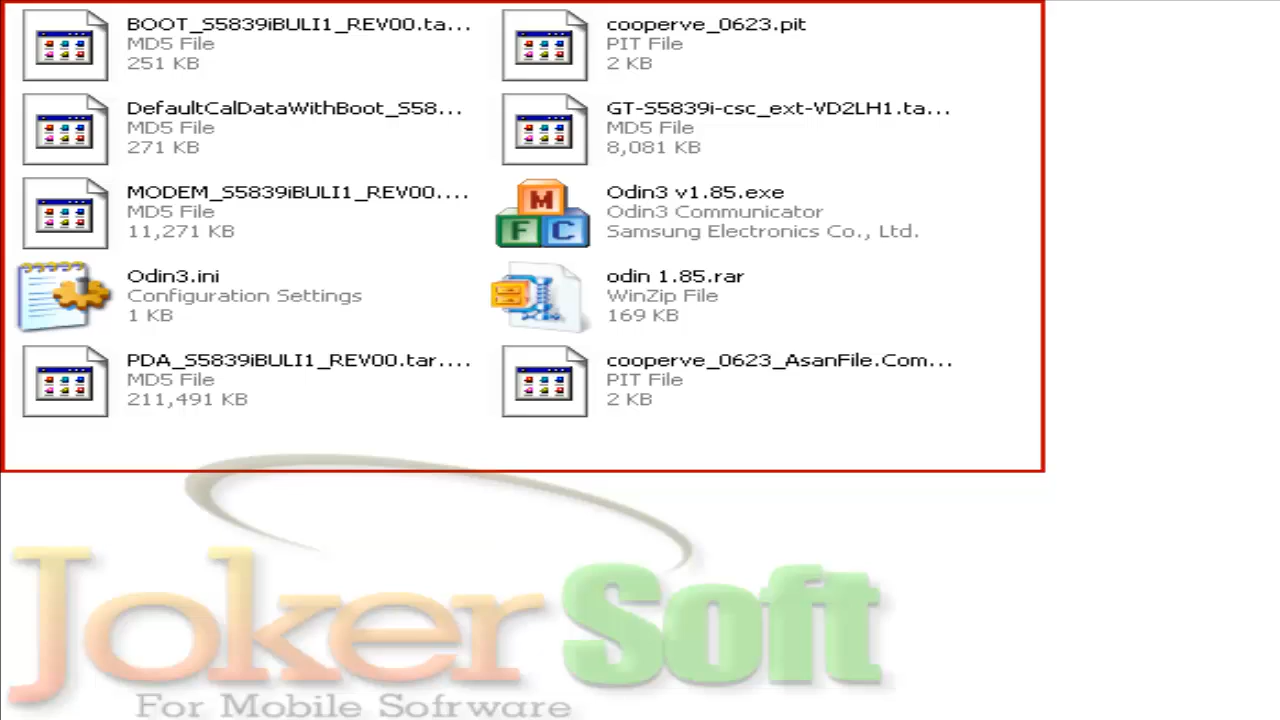 BOOT_S5839iBULI1_REV00.ta...
MD5 File
251 KB
cooperve_0623.pit
PIT File
2 KB
DefaultCalDataWithBoot_S58...
MD5 File
271 KB
GT-S5839i-csc_ext-VD2LH1.ta...
MD5 File
8,081 KB
MODEM_S5839iBULI1_REV00....
MD5 File
11,271 KB
M
F C
Odin3 v1.85.exe
Odin3 Communicator
Samsung Electronics Co., Ltd.
Odin3.ini
Configuration Settings
1 KB
odin 1.85.rar
WinZip File
169 KB
PDA_S5839iBULI1_REV00.tar....
MD5 File
211,491 KB
cooperve_0623_AsanFile.Com...
PIT File
2 KB
JokerSoft
For Mobile Sofrware